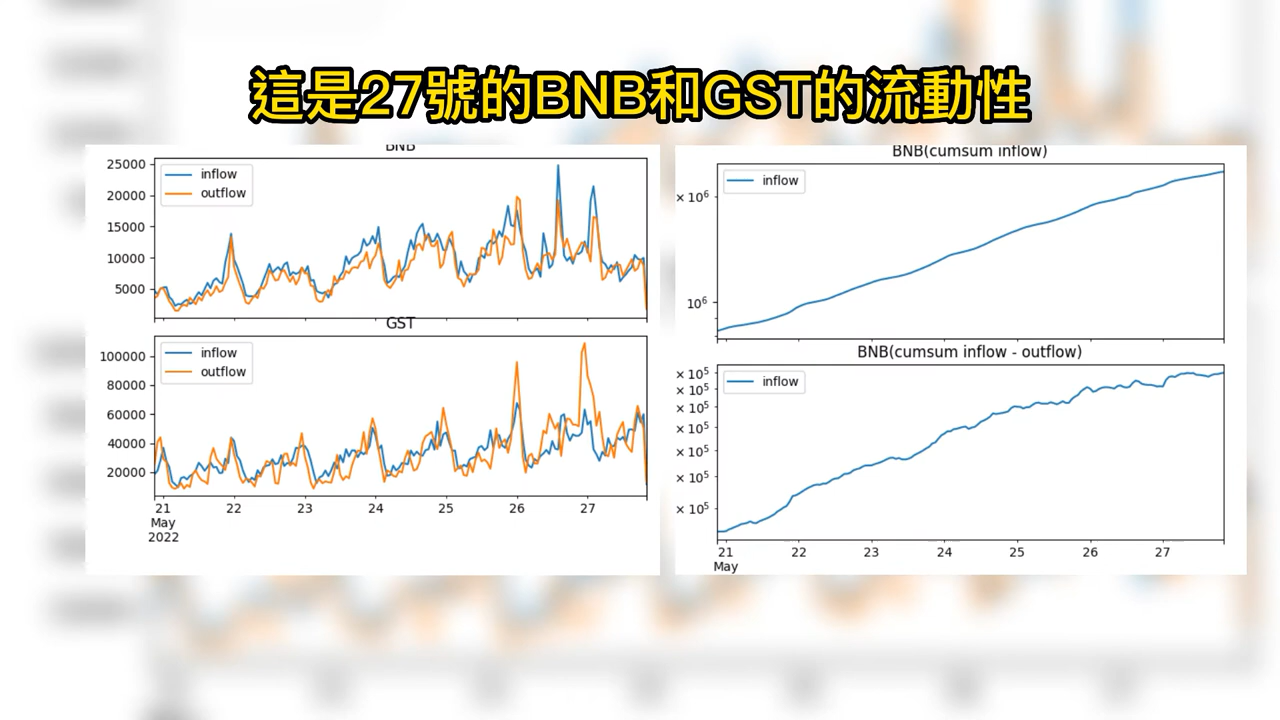 這是27號的BNB和GST的流動性
BNB
25000
20000
15000
10000
5000
inflow
outflow
GST
100000
80000
60000
40000
20000
inflow
outflow
21 22 23 24 25 26 27
May
2022
BNB(cumsum inflow)
× 10⁶
10⁶
inflow
BNB(cumsum inflow - outflow)
× 10⁵
× 10⁵
× 10⁵
× 10⁵
× 10⁵
× 10⁵
× 10⁵
inflow
21 22 23 24 25 26 27
May